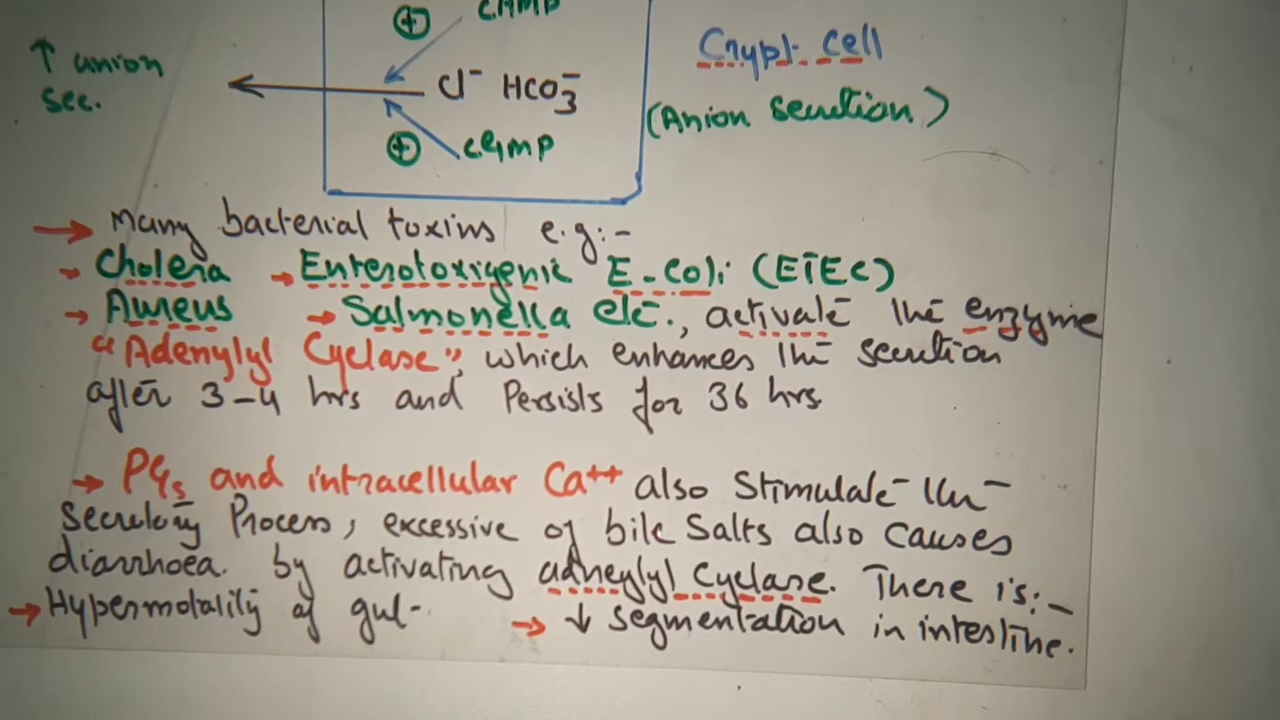 ⊕ cAMP
↑ anion
sec.
Cl⁻ HCO₃⁻
Crypt cell
(Anion secretion)
⊕ cGMP
→ Many bacterial toxins e.g:-
→ Cholera → Enterotoxigenic E-coli (ETEC)
→ Aureus → Salmonella etc., activate the enzyme
"Adenylyl Cyclase", which enhances the secretion
after 3-4 hrs and Persists for 36 hrs.
→ PGs and intracellular Ca++ also stimulate the
secretory Process, excessive of bile salts also causes
diarrhoea. by activating adneylyl cyclase. There is:-
→ Hypermotality of gut. → ↓ segmentation in intestine.